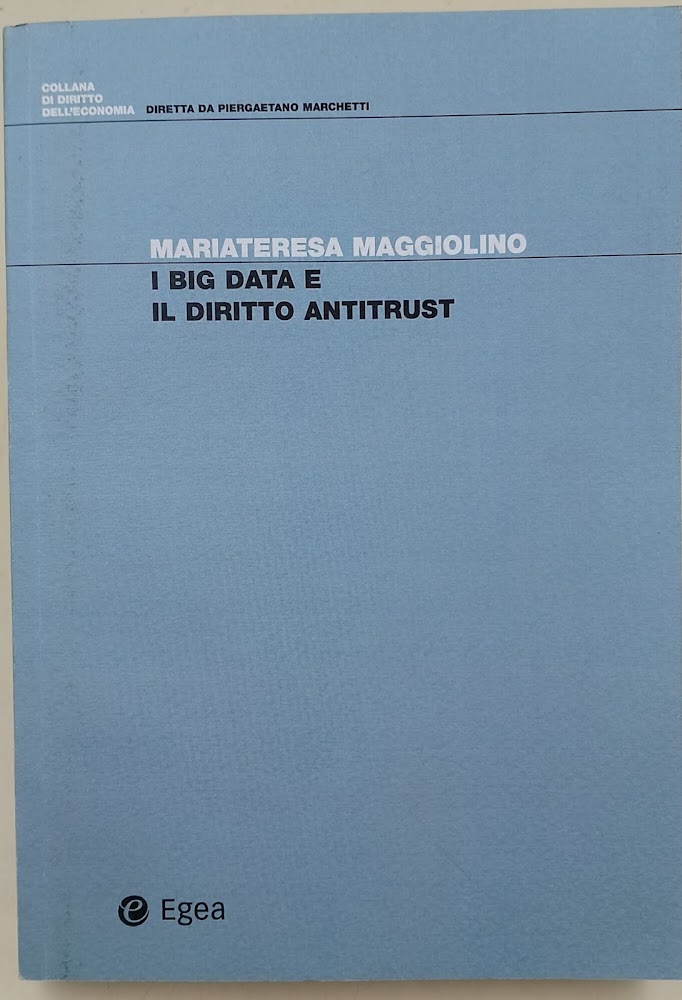 COLLANA
DI DIRITTO
DELL'ECONOMIA DIRETTA DA PIERGAETANO MARCHETTI
MARIATERESA MAGGIOLINO
I BIG DATA E
IL DIRITTO ANTITRUST
e Egea